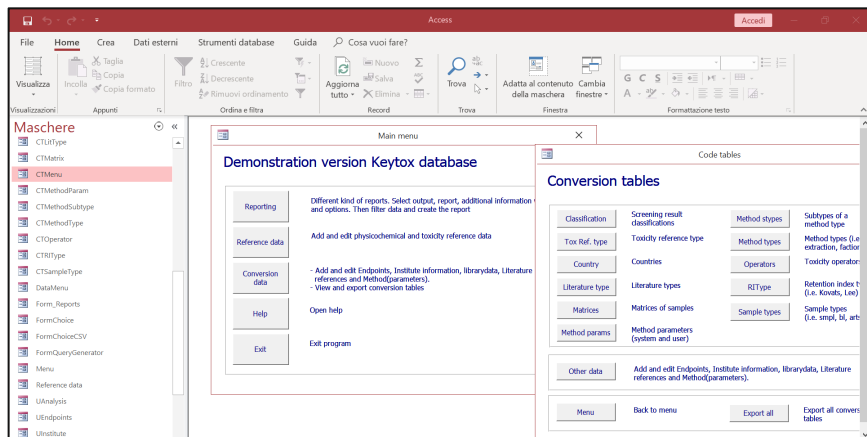 Access
Accedi
File Home Crea Dati esterni Strumenti database Guida Cosa vuoi fare?
Visualizza
Incolla
Taglia
Copia
Copia formato
Filtro
Crescente
Decrescente
Rimuovi ordinamento
Aggiorna tutto
Nuovo
Salva
Elimina
Trova
Adatta al contenuto della maschera
Cambia finestre
G C S
A
Visualizzazioni Appunti Ordina e filtra Record Trova Finestra Formattazione testo
Maschere
CTLitType
CTMatrix
CTMenu
CTMethodParam
CTMethodSubtype
CTMethodType
CTOperator
CTRIType
CTSampleType
DataMenu
Form_Reports
FormChoice
FormChoiceCSV
FormQueryGenerator
Menu
Reference data
UAnalysis
UEndpoints
UInstitute
Main menu
Demonstration version Keytox database
Reporting
Different kind of reports. Select output, report, additional information
and options. Then filter data and create the report
Reference data
Add and edit physicochemical and toxicity reference data
Conversion data
- Add and edit Endpoints, Institute information, librarydata, Literature
references and Method(parameters).
- View and export conversion tables
Help
Open help
Exit
Exit program
Code tables
Conversion tables
Classification
Screening result
classifications
Method stypes
Subtypes of a
method type
Tox Ref. type
Toxicity reference type
Method types
Method types (i.e
extraction, faction
Country
Countries
Operators
Toxicity operators
Literature type
Literature types
RIType
Retention index t
(i.e. Kovats, Lee)
Matrices
Matrices of samples
Sample types
Sample types
(i.e. smpl, bl, art
Method params
Method parameters
(system and user)
Other data
Add and edit Endpoints, Institute information, librarydata, Literature
references and Method(parameters).
Menu
Back to menu
Export all
Export all convers
tables